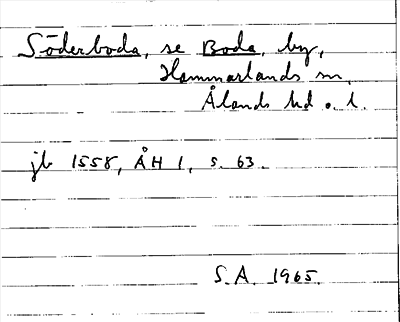 Söderboda, se Boda, by,
Hammarlands sn,
Ålands hd o. l.
jb 1558, ÅH 1, s. 63.
S.A. 1965.